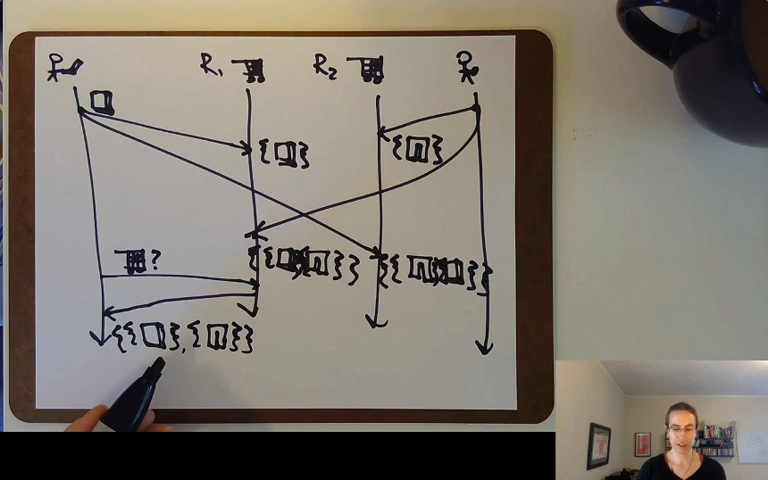 R1 R2
{ }
{ }
?
{{ }{ }}
{{ }{ }}
{{ }, { }}